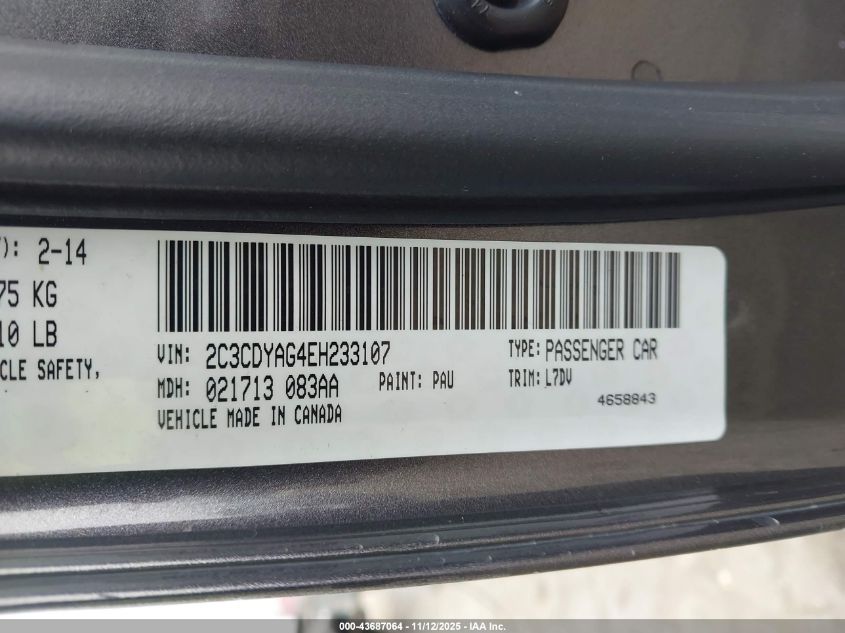 ): 2-14
75 KG
10 LB
CLE SAFETY,
VIN: 2C3CDYAG4EH233107
TYPE: PASSENGER CAR
MDH: 021713 083AA
PAINT: PAU
TRIM: L7DV
VEHICLE MADE IN CANADA
4658843
000-43687064 - 11/12/2025 - IAA Inc.